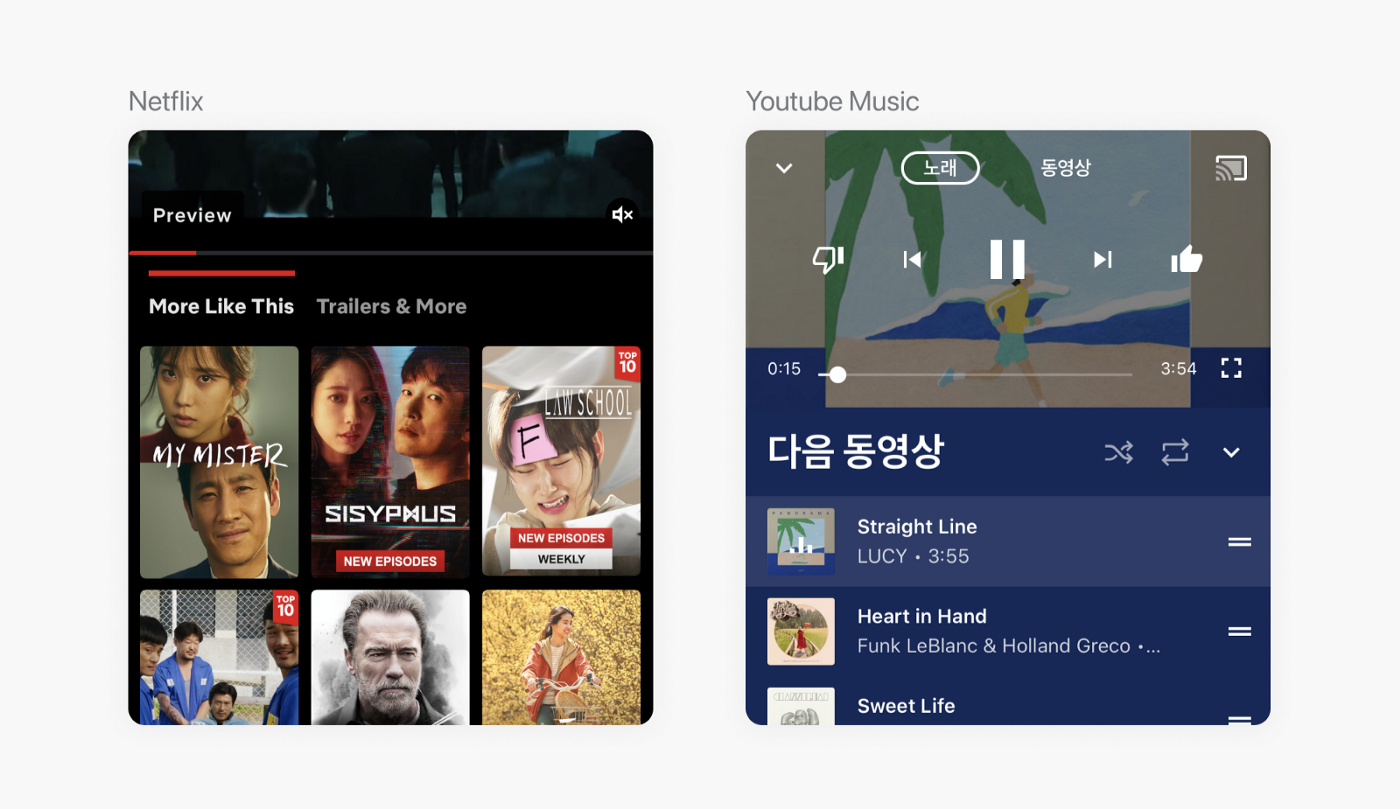 Netflix
Preview
More Like This
Trailers & More
MY MISTER
SISYPHUS
NEW EPISODES
TOP
10
LAW SCHOOL
F
NEW EPISODES
WEEKLY
TOP
10
Youtube Music
노래
동영상
0:15
3:54
다음 동영상
PANORAMA
Straight Line
LUCY • 3:55
Heart in Hand
Funk LeBlanc & Holland Greco •...
Sweet Life